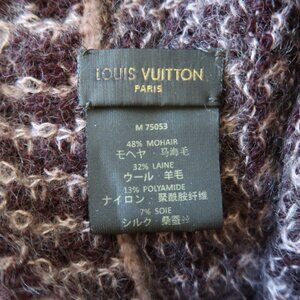 LOUIS VUITTON
PARIS
M 75053
48% MOHAIR
モヘヤ・马海毛
32% LAINE
ウール・羊毛
13% POLYAMIDE
ナイロン・聚酰胺纤维
7% SOIE
シルク・桑蚕丝